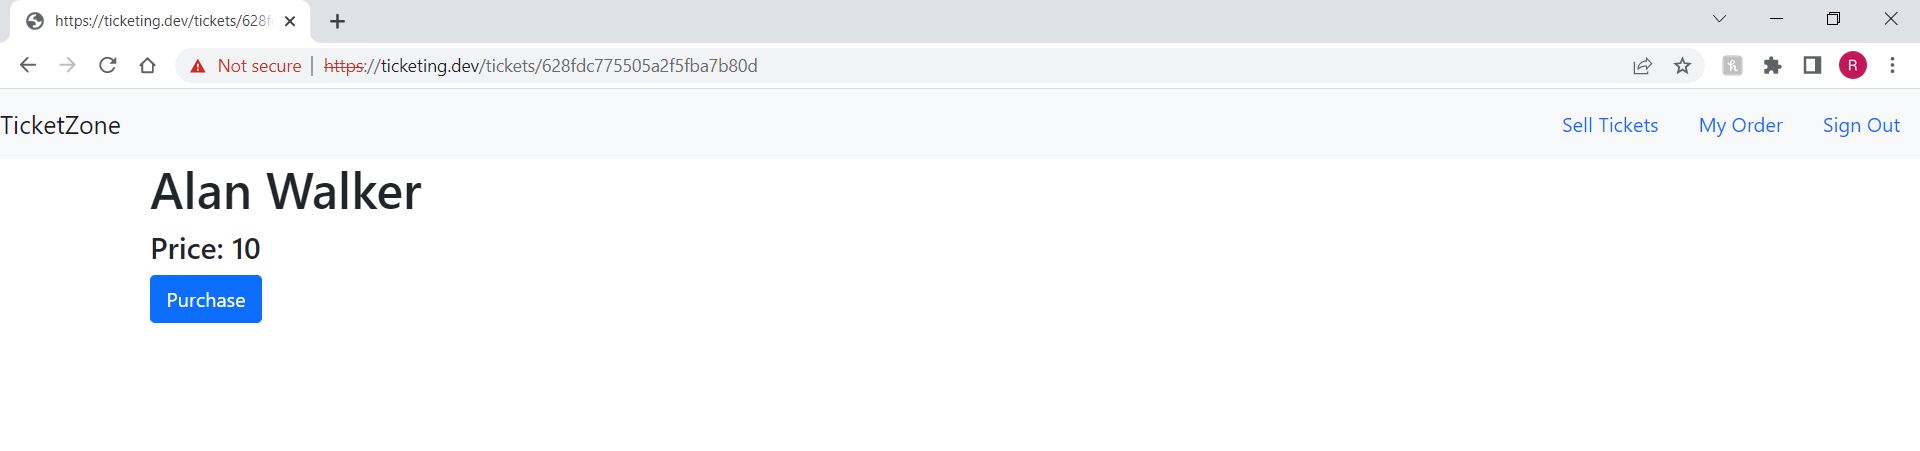 https://ticketing.dev/tickets/628f
Not secure | https://ticketing.dev/tickets/628fdc775505a2f5fba7b80d
R
TicketZone
Sell Tickets
My Order
Sign Out
Alan Walker
Price: 10
Purchase